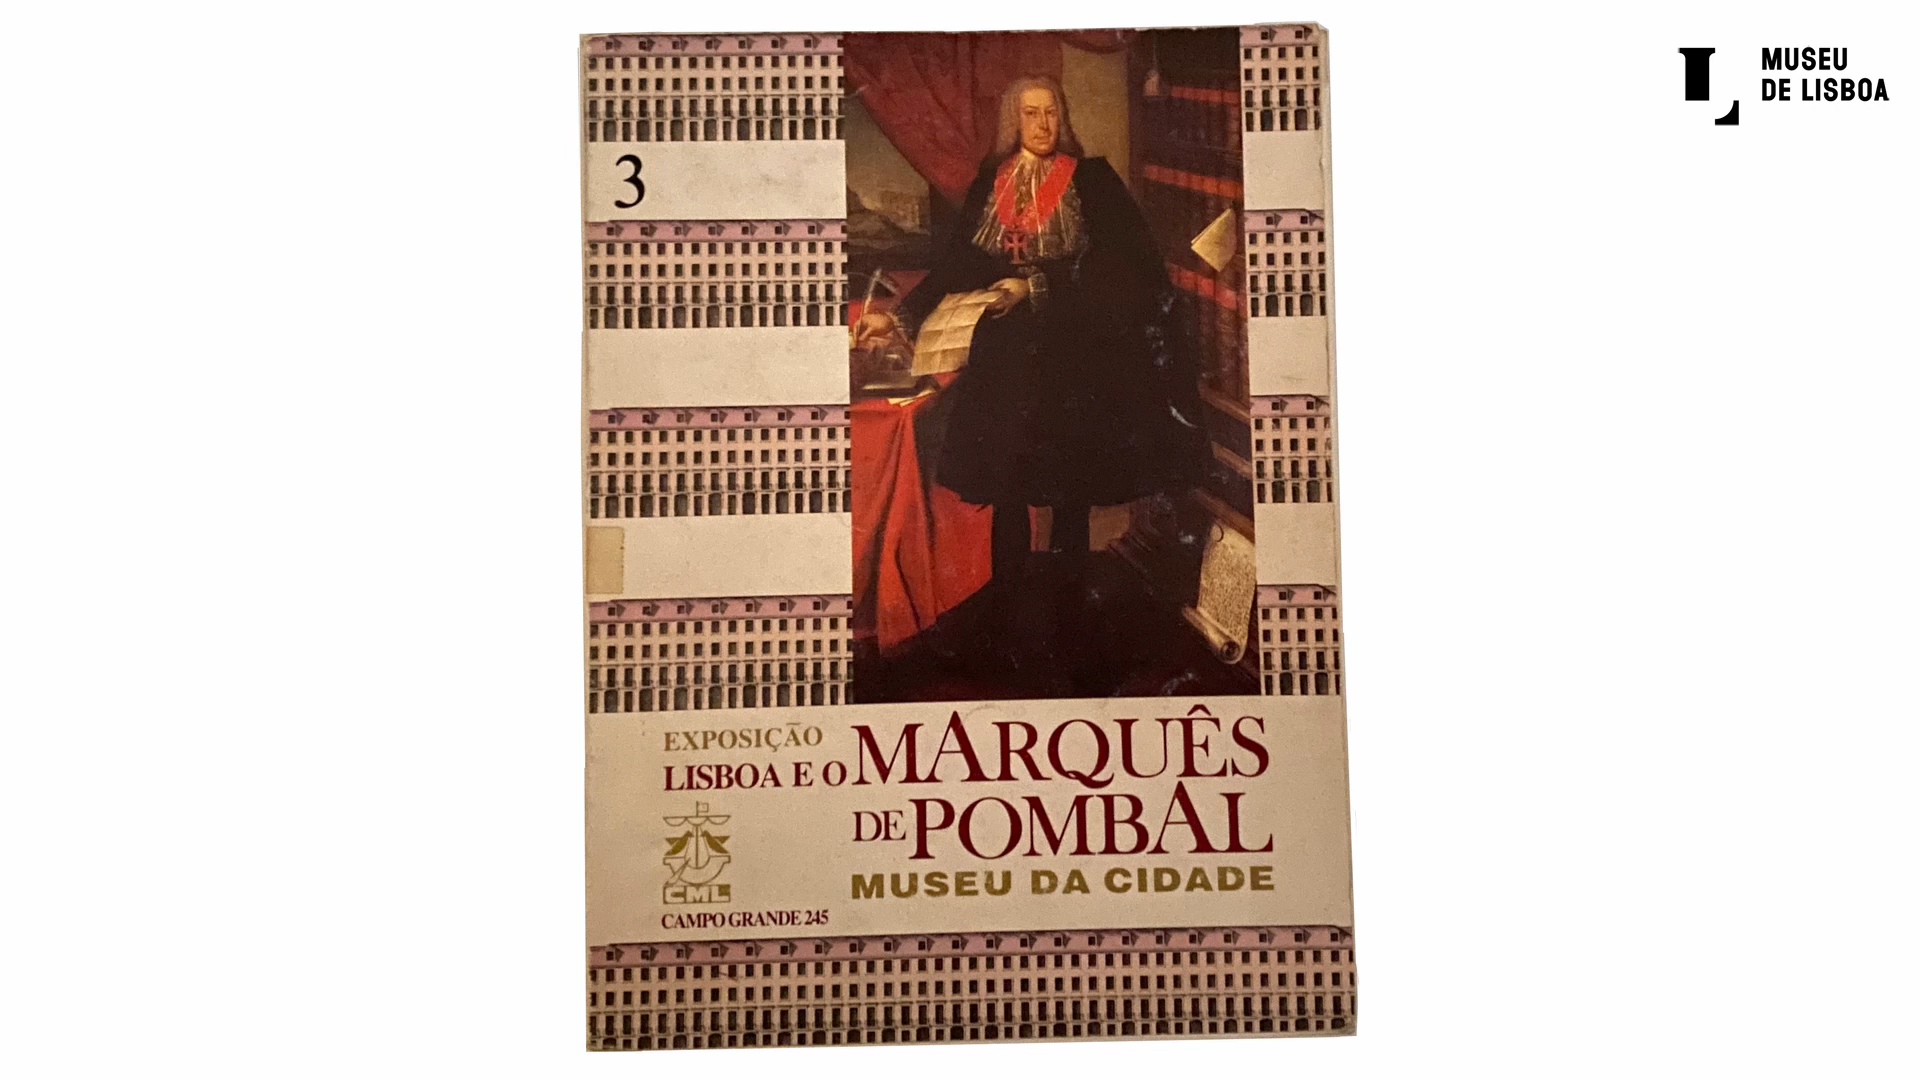 MUSEU
DE LISBOA
3
EXPOSIÇÃO
LISBOA E O MARQUÊS
DE POMBAL
MUSEU DA CIDADE
CML
CAMPO GRANDE 245